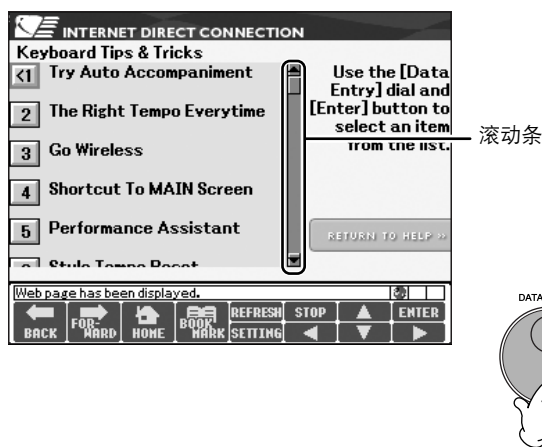 INTERNET DIRECT CONNECTION
Keyboard Tips & Tricks
<1 Try Auto Accompaniment
2 The Right Tempo Everytime
3 Go Wireless
4 Shortcut To MAIN Screen
5 Performance Assistant
Style Tempo Reset
Use the [Data
Entry] dial and
[Enter] button to
select an item
from the list.
滚动条
RETURN TO HELP »
Web page has been displayed.
BACK
FOR-
WARD
HOME
BOOK
MARK
REFRESH
SETTING
STOP
ENTER
DATA